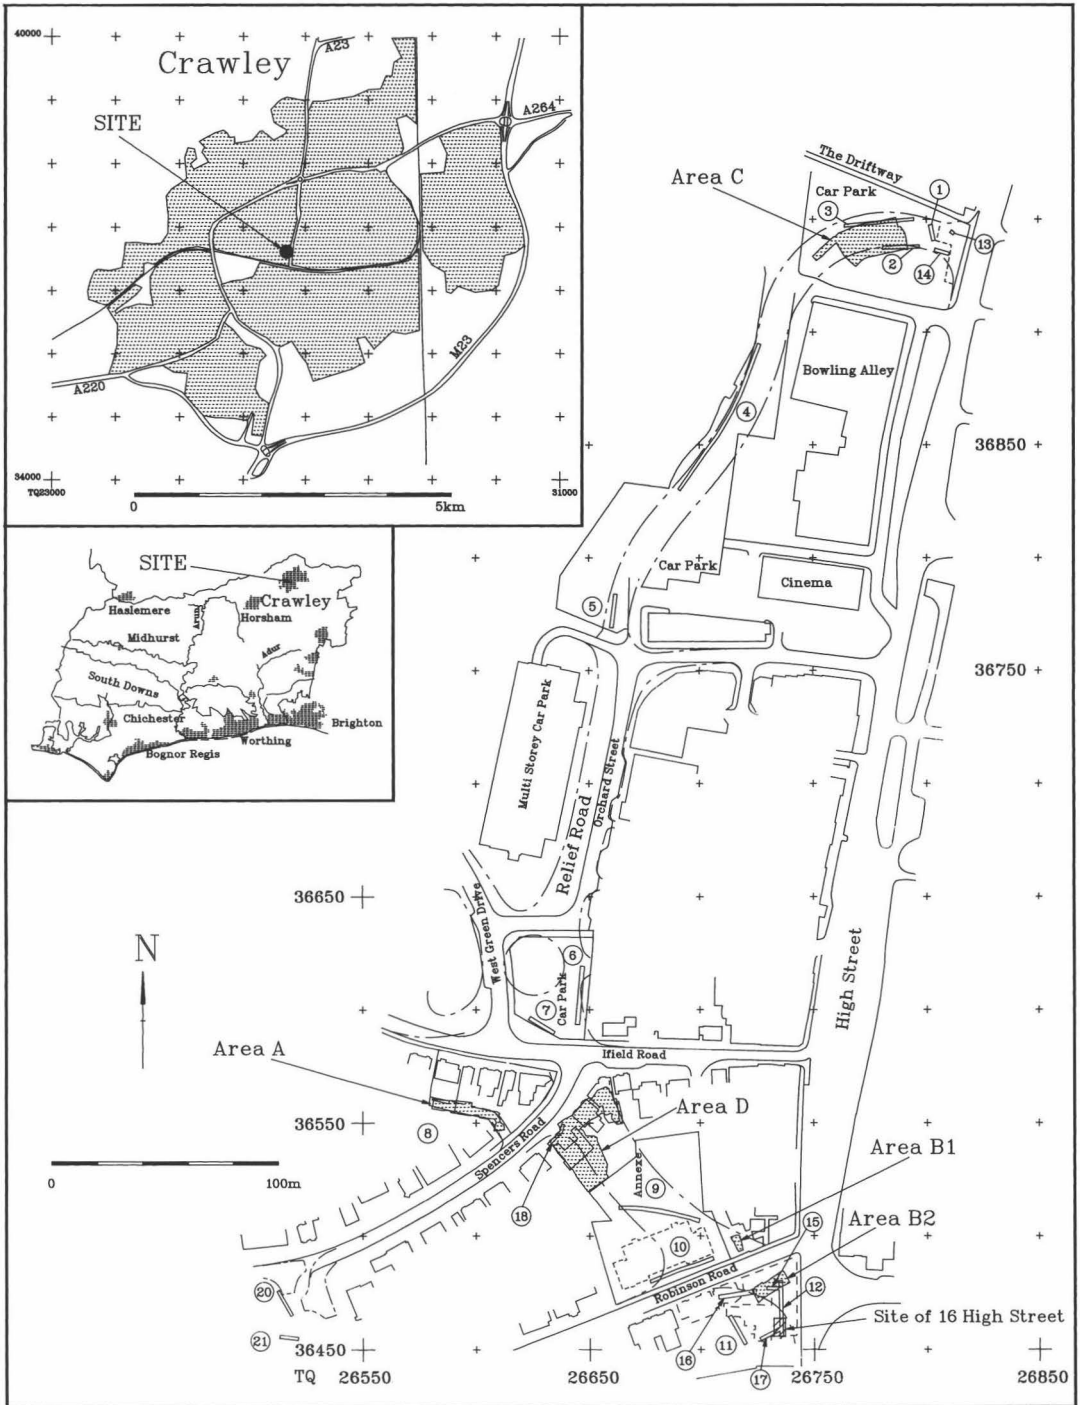 40000
Crawley
A23
SITE
A264
M23
A220
34000
TQ23000
31000
0
5km
SITE
Haslemere
Crawley
Arun
Horsham
Midhurst
Adur
South Downs
Chichester
Brighton
Worthing
Bognor Regis
The Driftway
Area C
Car Park
1
3
13
2
14
Bowling Alley
4
36850
Car Park
Cinema
5
36750
Multi Storey Car Park
Orchard Street
Relief Road
36650
West Green Drive
High Street
N
6
Car Park
7
Ifield Road
Area A
Area D
36550
8
Spencers Road
Area B1
0
100m
Annexe
9
18
15
Area B2
10
Robinson Road
12
20
Site of 16 High Street
21
36450
16
11
17
TQ
26550
26650
26750
26850